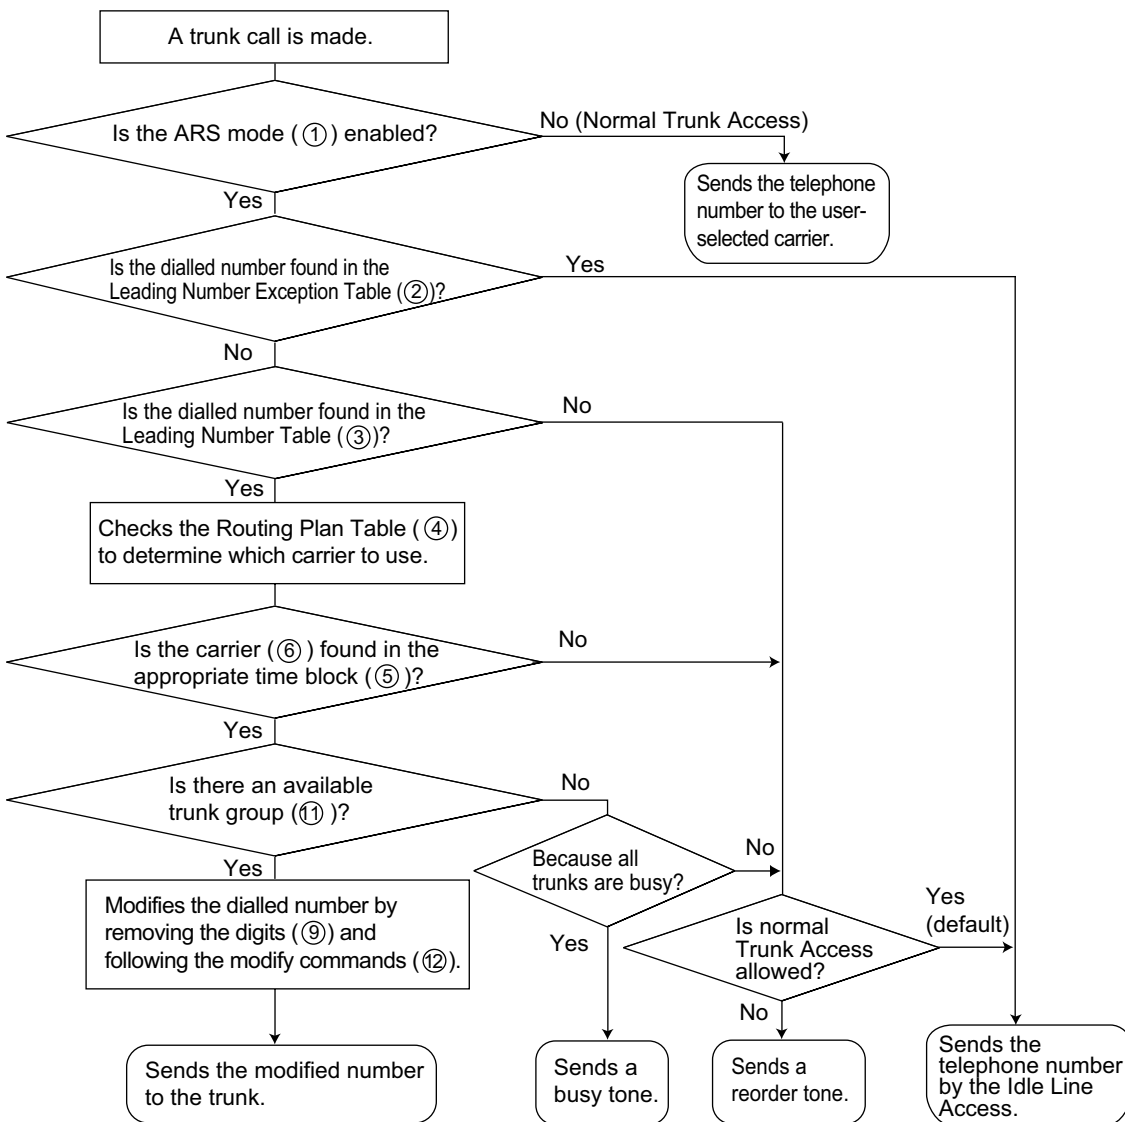 A trunk call is made.
Is the ARS mode (①) enabled?
No (Normal Trunk Access)
Sends the telephone
number to the user-
selected carrier.
Yes
Is the dialled number found in the
Leading Number Exception Table (②)?
Yes
No
Is the dialled number found in the
Leading Number Table (③)?
No
Yes
Checks the Routing Plan Table (④)
to determine which carrier to use.
Is the carrier (⑥) found in the
appropriate time block (⑤)?
No
Yes
Is there an available
trunk group (⑪)?
No
Yes
Because all
trunks are busy?
No
Yes
Modifies the dialled number by
removing the digits (⑨) and
following the modify commands (⑫).
Is normal
Trunk Access
allowed?
Yes
(default)
No
Sends the modified number
to the trunk.
Sends a
busy tone.
Sends a
reorder tone.
Sends the
telephone number
by the Idle Line
Access.